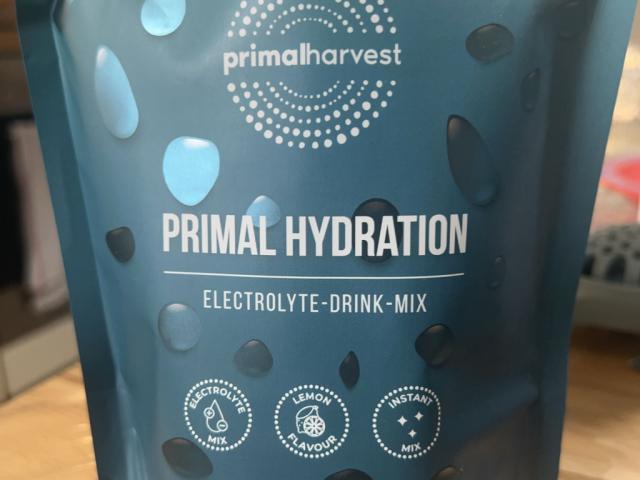 primalharvest
PRIMAL HYDRATION
ELECTROLYTE-DRINK-MIX
ELECTROLYTE
MIX
LEMON
FLAVOUR
INSTANT
MIX